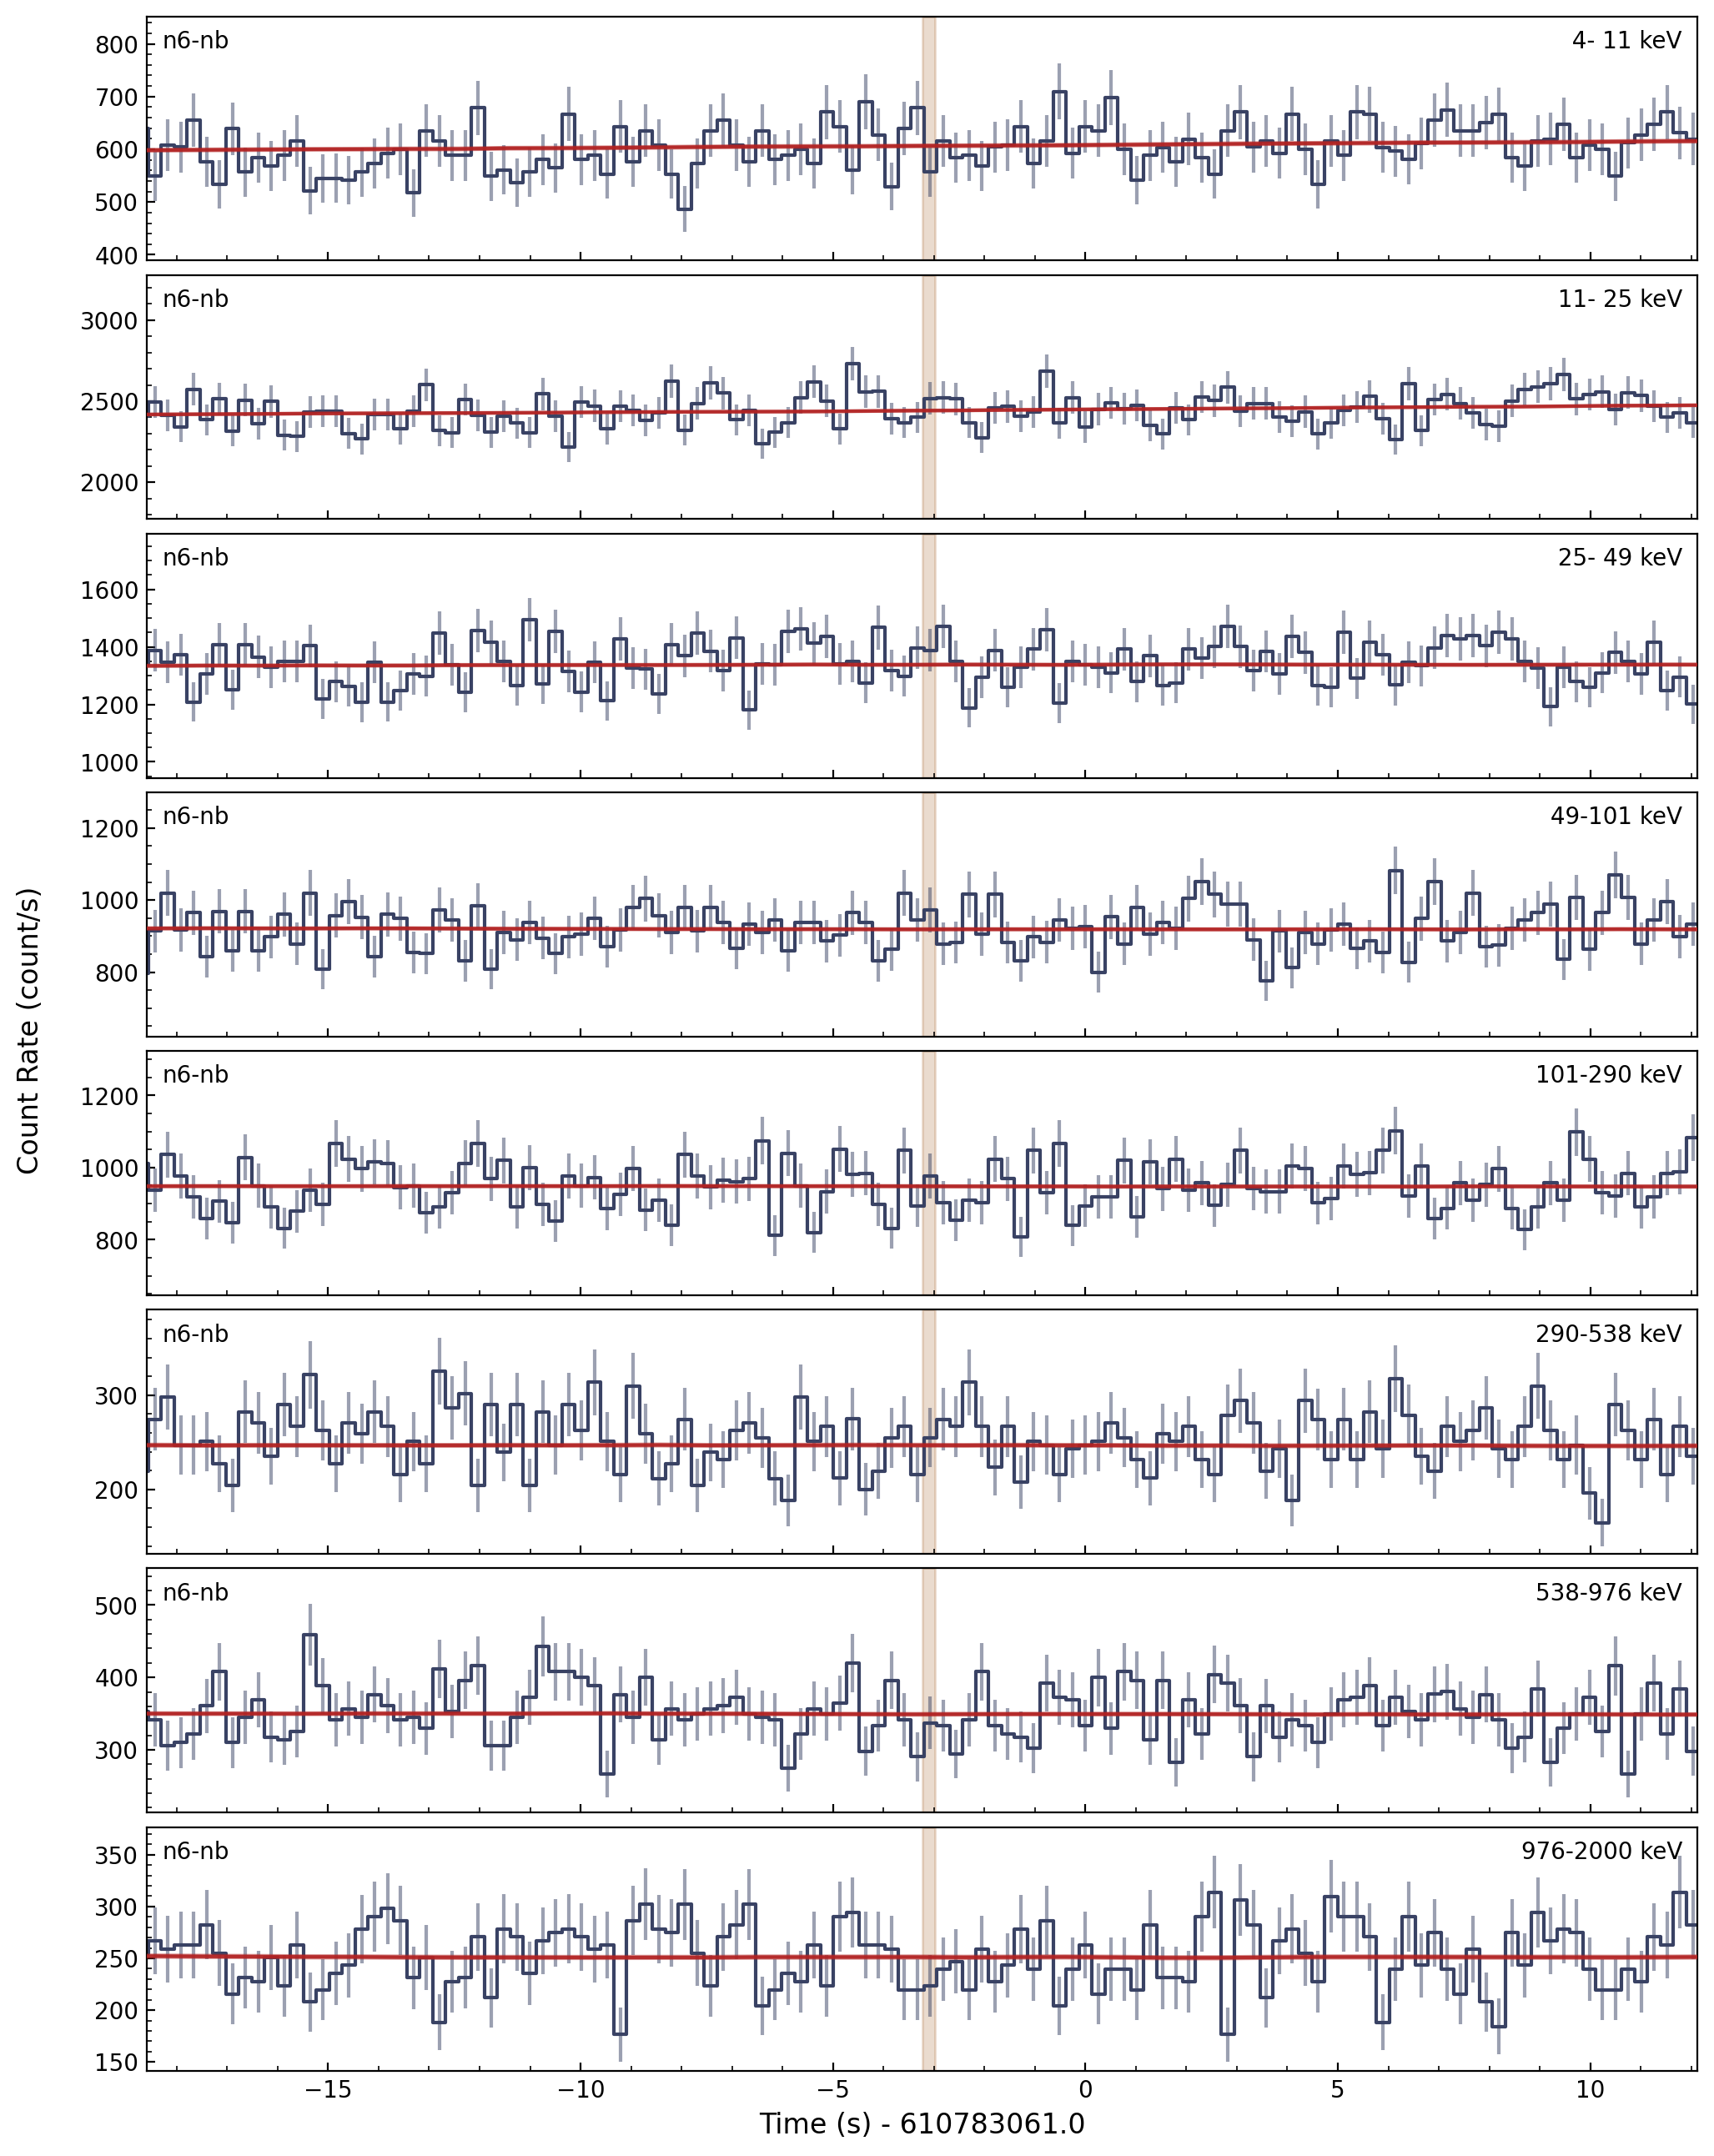 n6-nb 4- 11 keV
800
700
600
500
400
n6-nb 11- 25 keV
3000
2500
2000
n6-nb 25- 49 keV
1600
1400
1200
1000
n6-nb 49-101 keV
1200
1000
800
n6-nb 101-290 keV
1200
1000
800
n6-nb 290-538 keV
300
200
n6-nb 538-976 keV
500
400
300
n6-nb 976-2000 keV
350
300
250
200
150
−15 −10 −5 0 5 10
Time (s) - 610783061.0
Count Rate (count/s)